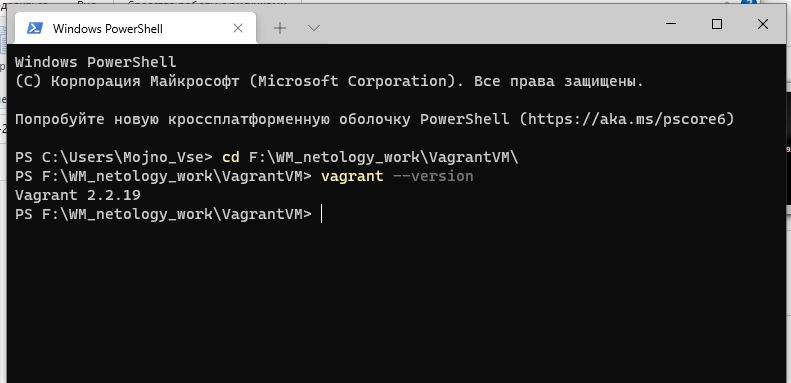 Windows PowerShell
Windows PowerShell
(C) Корпорация Майкрософт (Microsoft Corporation). Все права защищены.
Попробуйте новую кроссплатформенную оболочку PowerShell (https://aka.ms/pscore6)
PS C:\Users\Mojno_Vse> cd F:\WM_netology_work\VagrantVM\
PS F:\WM_netology_work\VagrantVM> vagrant --version
Vagrant 2.2.19
PS F:\WM_netology_work\VagrantVM>